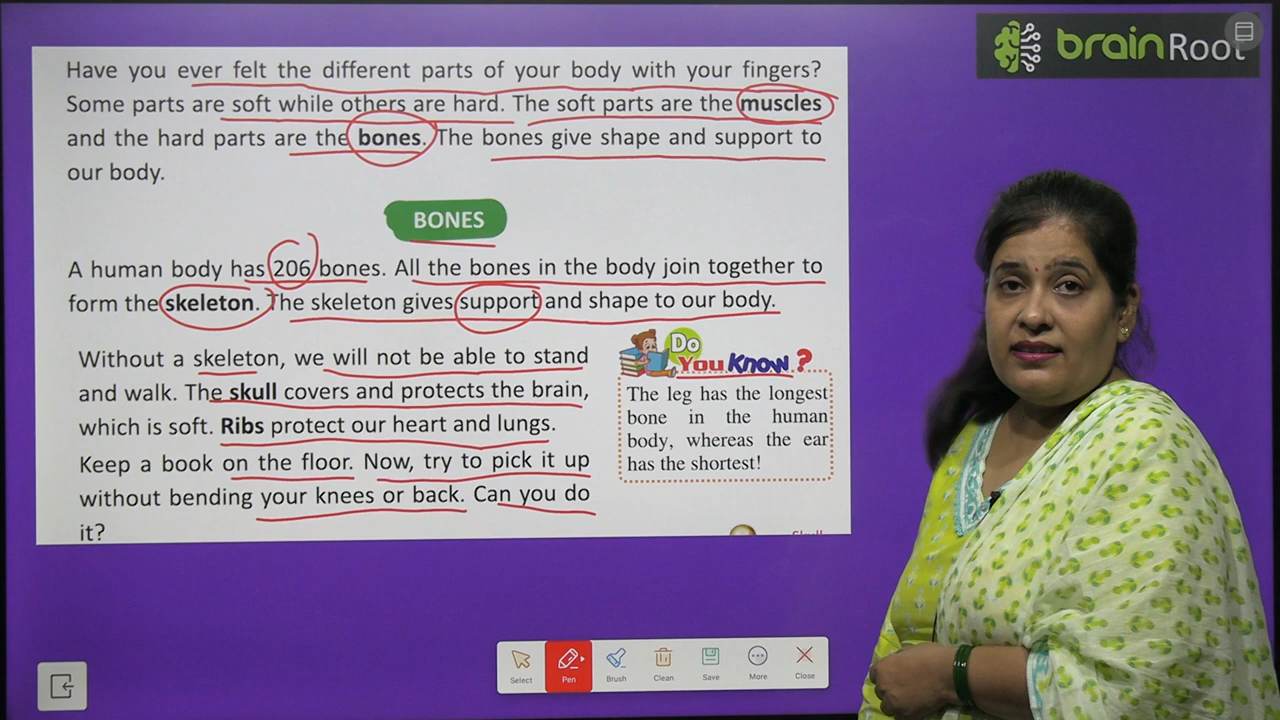 brainRoot
Have you ever felt the different parts of your body with your fingers?
Some parts are soft while others are hard. The soft parts are the muscles
and the hard parts are the bones. The bones give shape and support to
our body.
BONES
A human body has 206 bones. All the bones in the body join together to
form the skeleton. The skeleton gives support and shape to our body.
Without a skeleton, we will not be able to stand
and walk. The skull covers and protects the brain,
which is soft. Ribs protect our heart and lungs.
Keep a book on the floor. Now, try to pick it up
without bending your knees or back. Can you do
it?
Do
You Know ?
The leg has the longest
bone in the human
body, whereas the ear
has the shortest!
Skull
Select Pen Brush Clean Save More Close